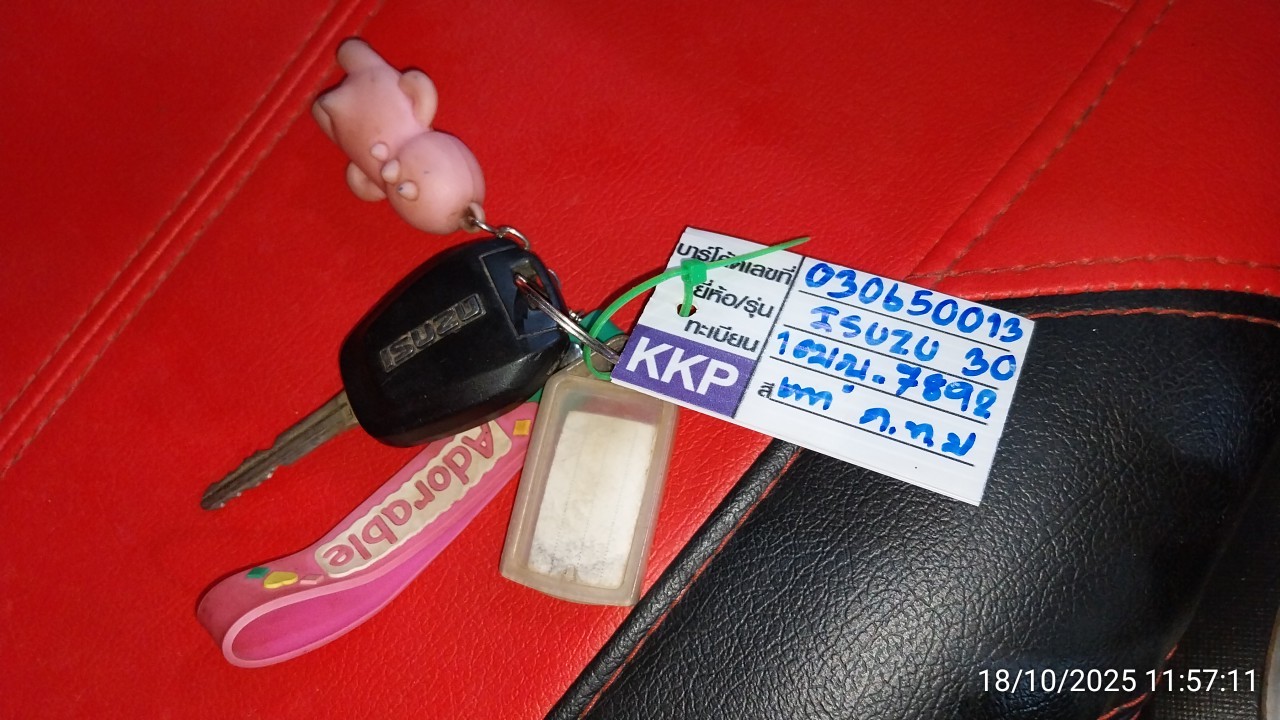 บาร์โค้ดเลขที่ 030650013
ยี่ห้อ/รุ่น ISUZU 30
ทะเบียน 1ฒฆ.7892
KKP สี เทา ก.ท.ม
ISUZU
Adorable
18/10/2025 11:57:11